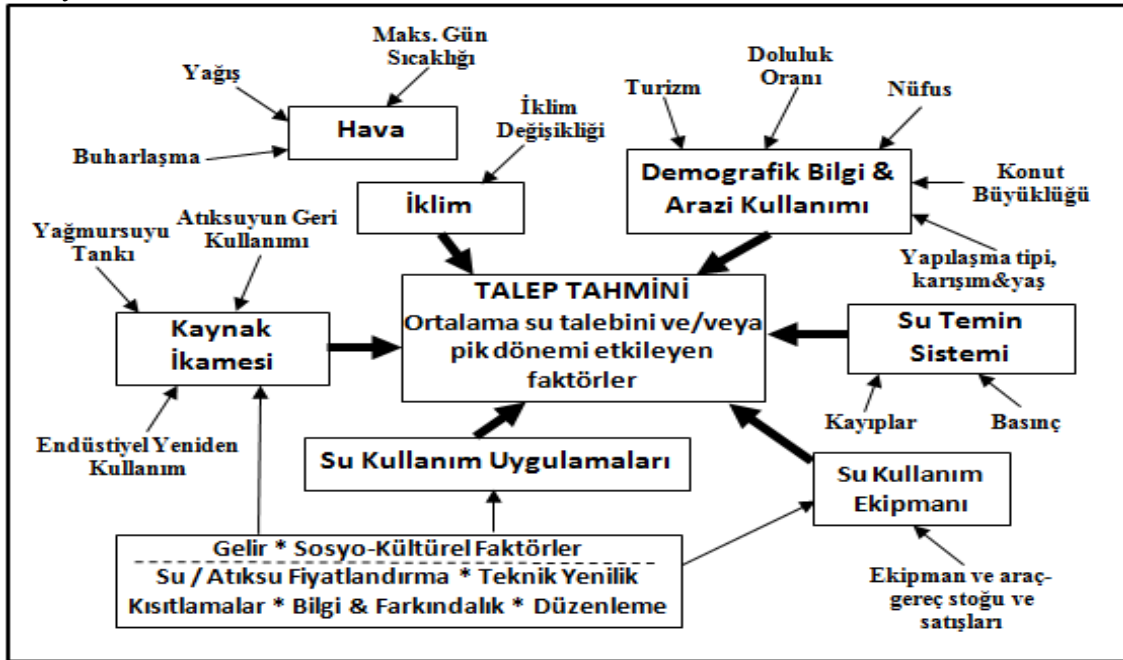 Maks. Gün
Sıcaklığı
Yağış
Hava
Buharlaşma
İklim
Değişikliği
İklim
Turizm
Doluluk
Oranı
Nüfus
Demografik Bilgi &
Arazi Kullanımı
Konut
Büyüklüğü
Yapılaşma tipi,
karışım&yaş
Yağmursuyu
Tankı
Atıksuyun Geri
Kullanımı
Kaynak
İkamesi
Endüstiyel Yeniden
Kullanım
TALEP TAHMİNİ
Ortalama su talebini ve/veya
pik dönemi etkileyen
faktörler
Su Temin
Sistemi
Kayıplar
Basınç
Su Kullanım Uygulamaları
Su Kullanım
Ekipmanı
Ekipman ve araç-
gereç stoğu ve
satışları
Gelir * Sosyo-Kültürel Faktörler
Su / Atıksu Fiyatlandırma * Teknik Yenilik
Kısıtlamalar * Bilgi & Farkındalık * Düzenleme